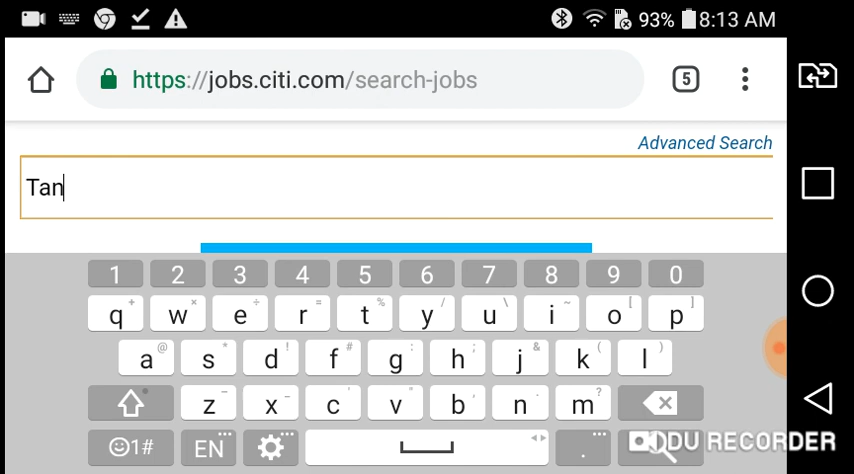 93% 8:13 AM
https://jobs.citi.com/search-jobs
5
Advanced Search
Tan
1 2 3 4 5 6 7 8 9 0
q + w × e ÷ r = t % y / u \ i ~ o [ p ]
a @ s * d ! f # g : h ; j & k ( l )
z _ x - c ' v " b , n . m ?
☺1# EN ... ... ◂▸ . ...
DU RECORDER